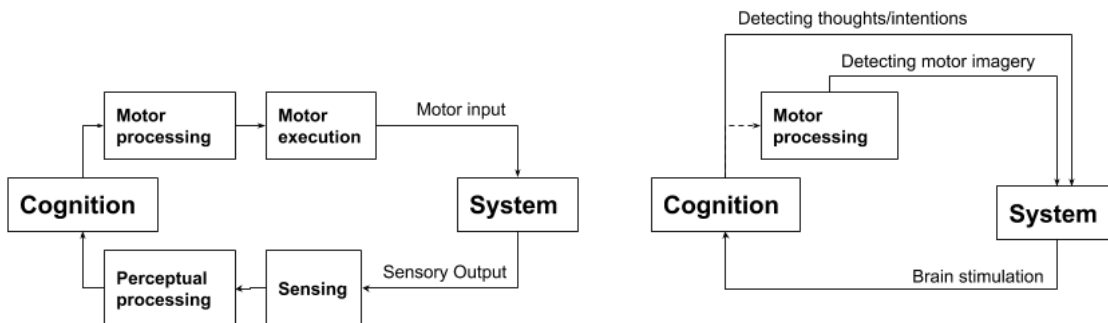 Motor
processing
Motor
execution
Motor input
Cognition
System
Perceptual
processing
Sensing
Sensory Output
Detecting thoughts/intentions
Detecting motor imagery
Motor
processing
Cognition
System
Brain stimulation